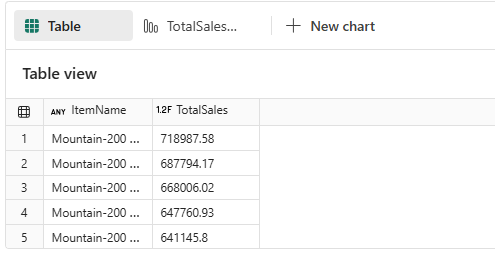 Table TotalSales... New chart
Table view
ANY ItemName 1.2F TotalSales
1 Mountain-200 ... 718987.58
2 Mountain-200 ... 687794.17
3 Mountain-200 ... 668006.02
4 Mountain-200 ... 647760.93
5 Mountain-200 ... 641145.8